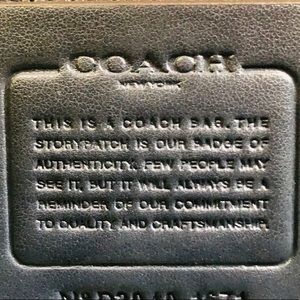 COACH
NEW YORK
THIS IS A COACH BAG. THE
STORYPATCH IS OUR BADGE OF
AUTHENTICITY. FEW PEOPLE MAY
SEE IT, BUT IT WILL ALWAYS BE A
REMINDER OF OUR COMMITMENT
TO QUALITY AND CRAFTSMANSHIP.